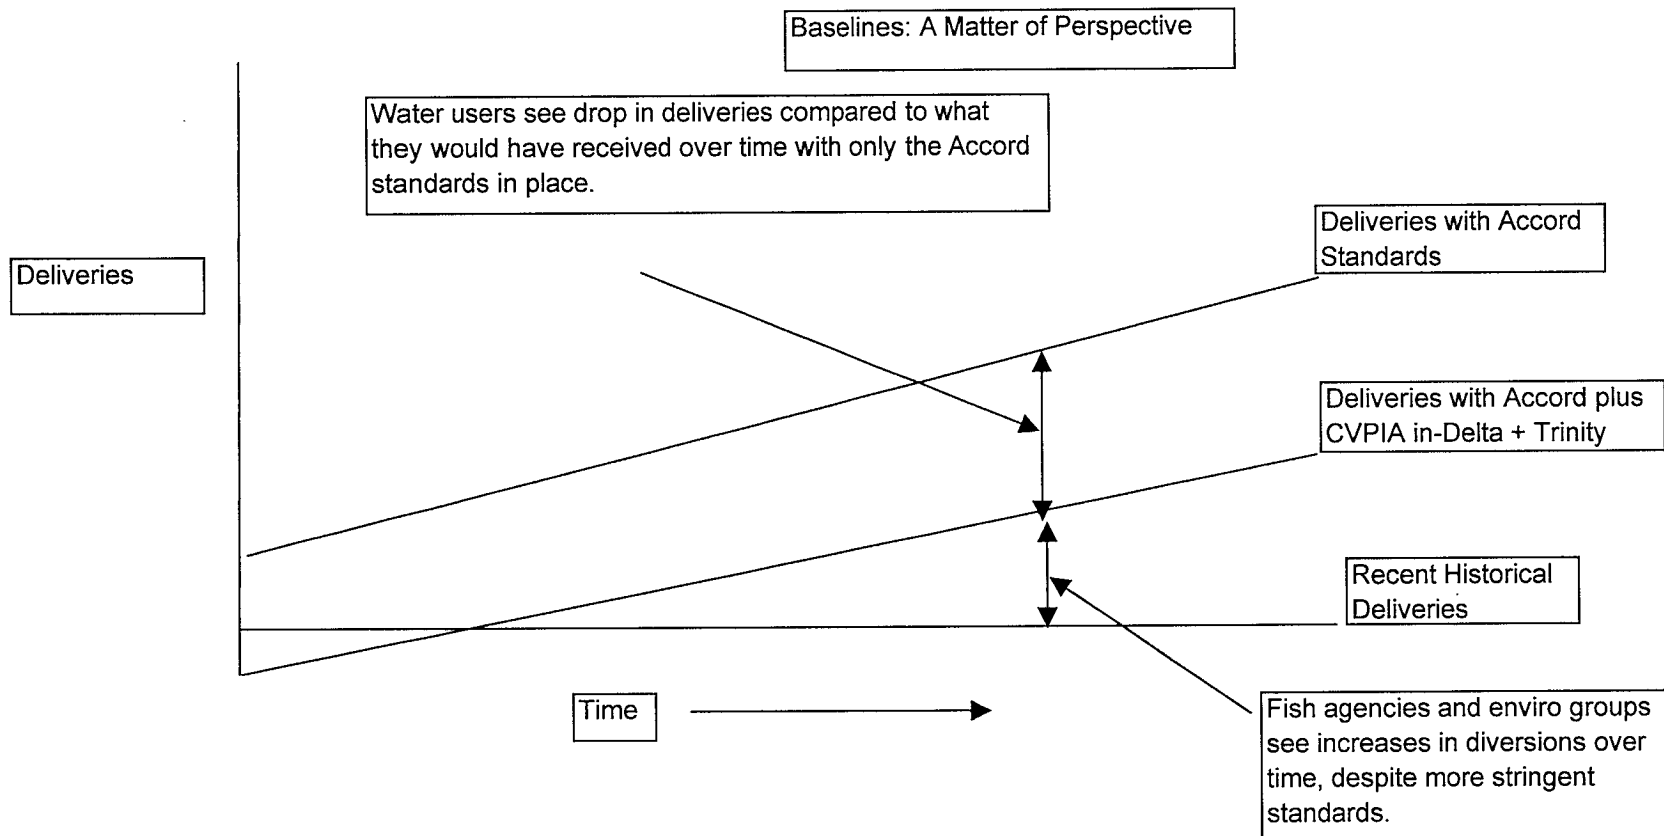 Baselines: A Matter of Perspective
Water users see drop in deliveries compared to what
they would have received over time with only the Accord
standards in place.
Deliveries with Accord
Standards
Deliveries
Deliveries with Accord plus
CVPIA in-Delta + Trinity
Recent Historical
Deliveries
Time
Fish agencies and enviro groups
see increases in diversions over
time, despite more stringent
standards.